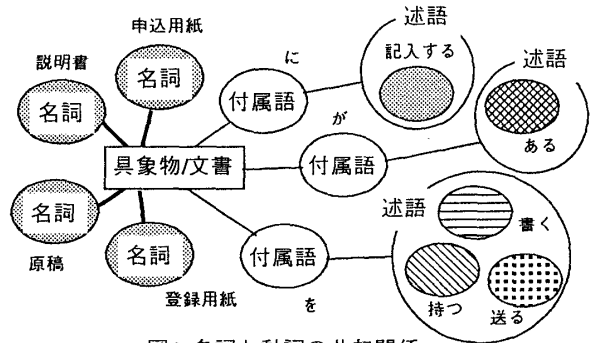 申込用紙
述語
説明書
名詞
に
記入する
述語
名詞
付属語
が
ある
具象物/文書
付属語
名詞
述語
書く
原稿
名詞
付属語
持つ
送る
登録用紙
を